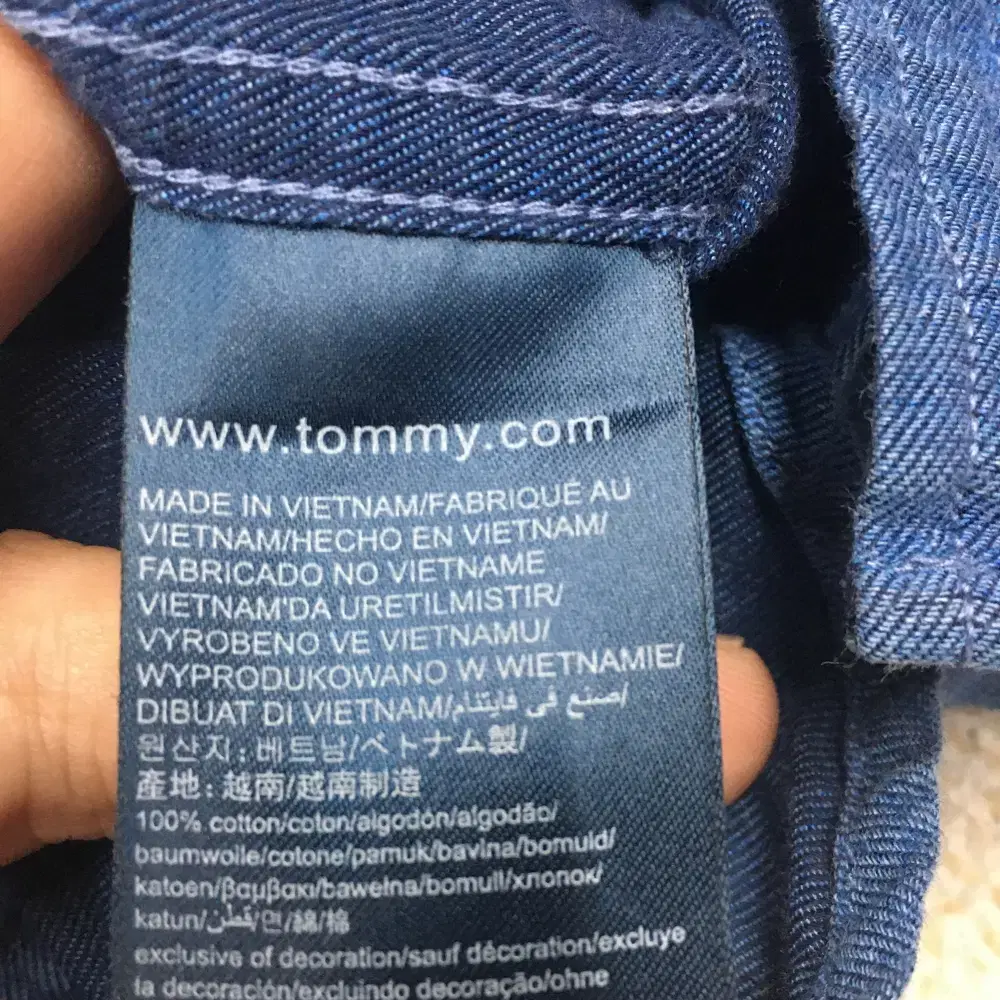 www.tommy.com
MADE IN VIETNAM/FABRIQUÉ AU
VIETNAM/HECHO EN VIETNAM/
FABRICADO NO VIETNAME
VIETNAM'DA URETILMISTIR/
VYROBENO VE VIETNAMU/
WYPRODUKOWANO W WIETNAMIE/
DIBUAT DI VIETNAM/صنع في فايتنام/
원산지:베트남/ベトナム製/
產地:越南/越南制造
100% cotton/coton/algodón/algodão/
baumwolle/cotone/pamuk/bavlna/bomuld/
katoen/βαμβακι/bawełna/bomull/хлопок/
katun/قطن/면/綿/棉
exclusive of decoration/sauf décoration/excluye
la decoración/excluindo decoração/ohne